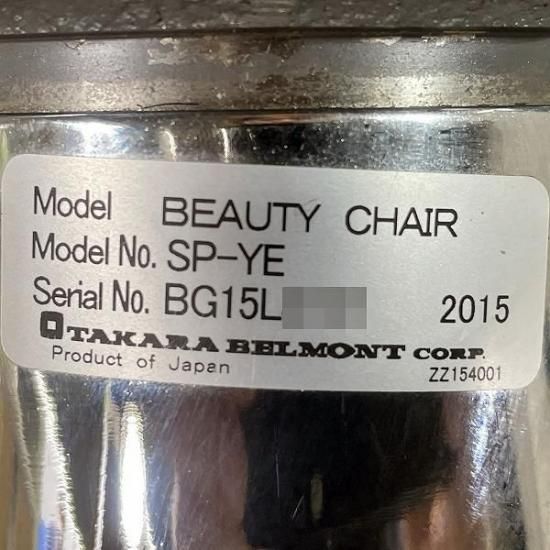 Model BEAUTY CHAIR
Model No. SP-YE
Serial No. BG15L 2015
TAKARA BELMONT CORP.
Product of Japan ZZ154001